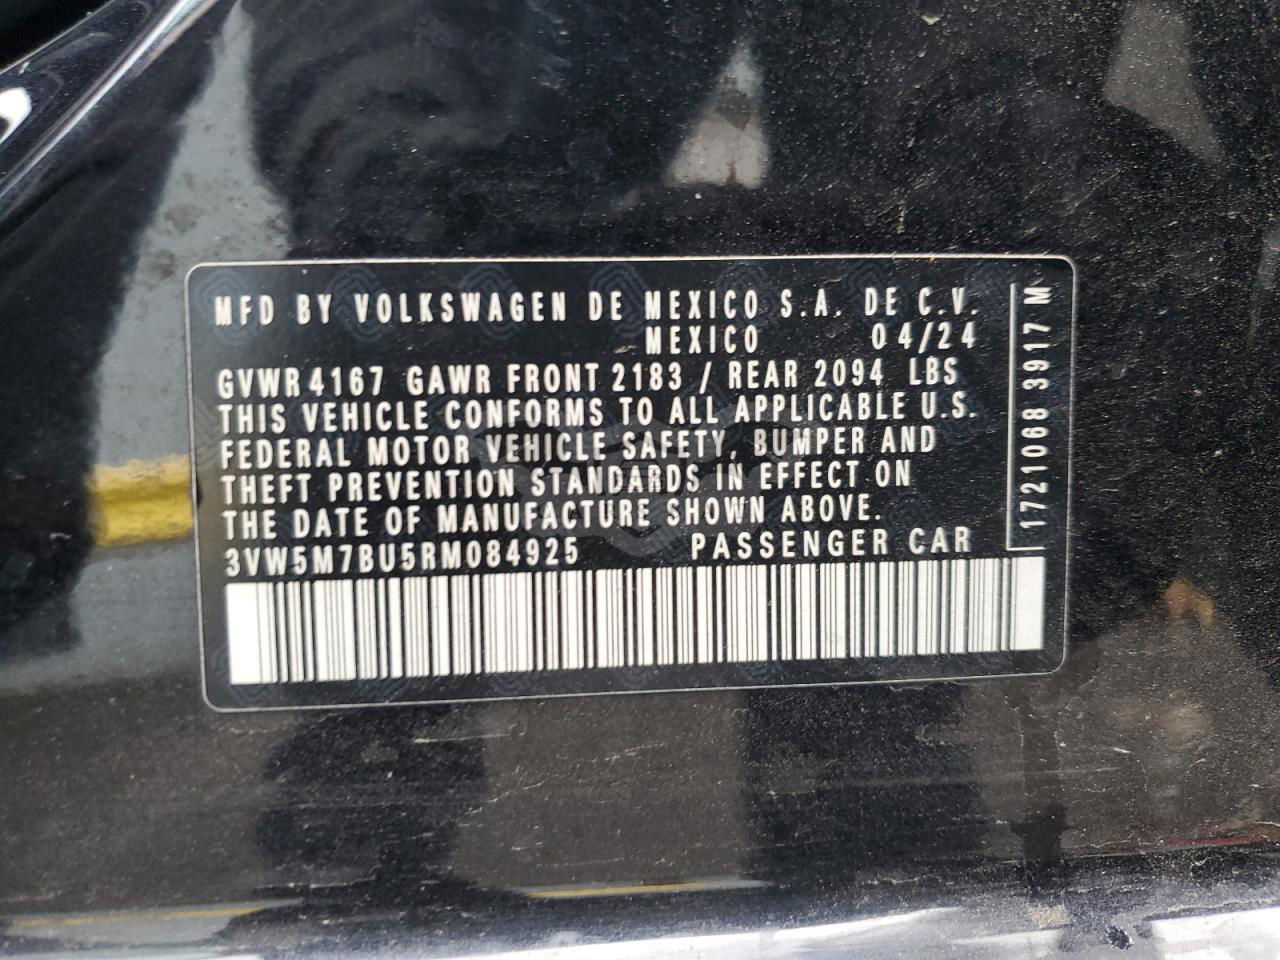 MFD BY VOLKSWAGEN DE MEXICO S.A. DE C.V.
MEXICO 04/24
GVWR 4167 GAWR FRONT 2183 / REAR 2094 LBS
THIS VEHICLE CONFORMS TO ALL APPLICABLE U.S.
FEDERAL MOTOR VEHICLE SAFETY, BUMPER AND
THEFT PREVENTION STANDARDS IN EFFECT ON
THE DATE OF MANUFACTURE SHOWN ABOVE.
3VW5M7BU5RM084925 PASSENGER CAR
1721068 3917 M